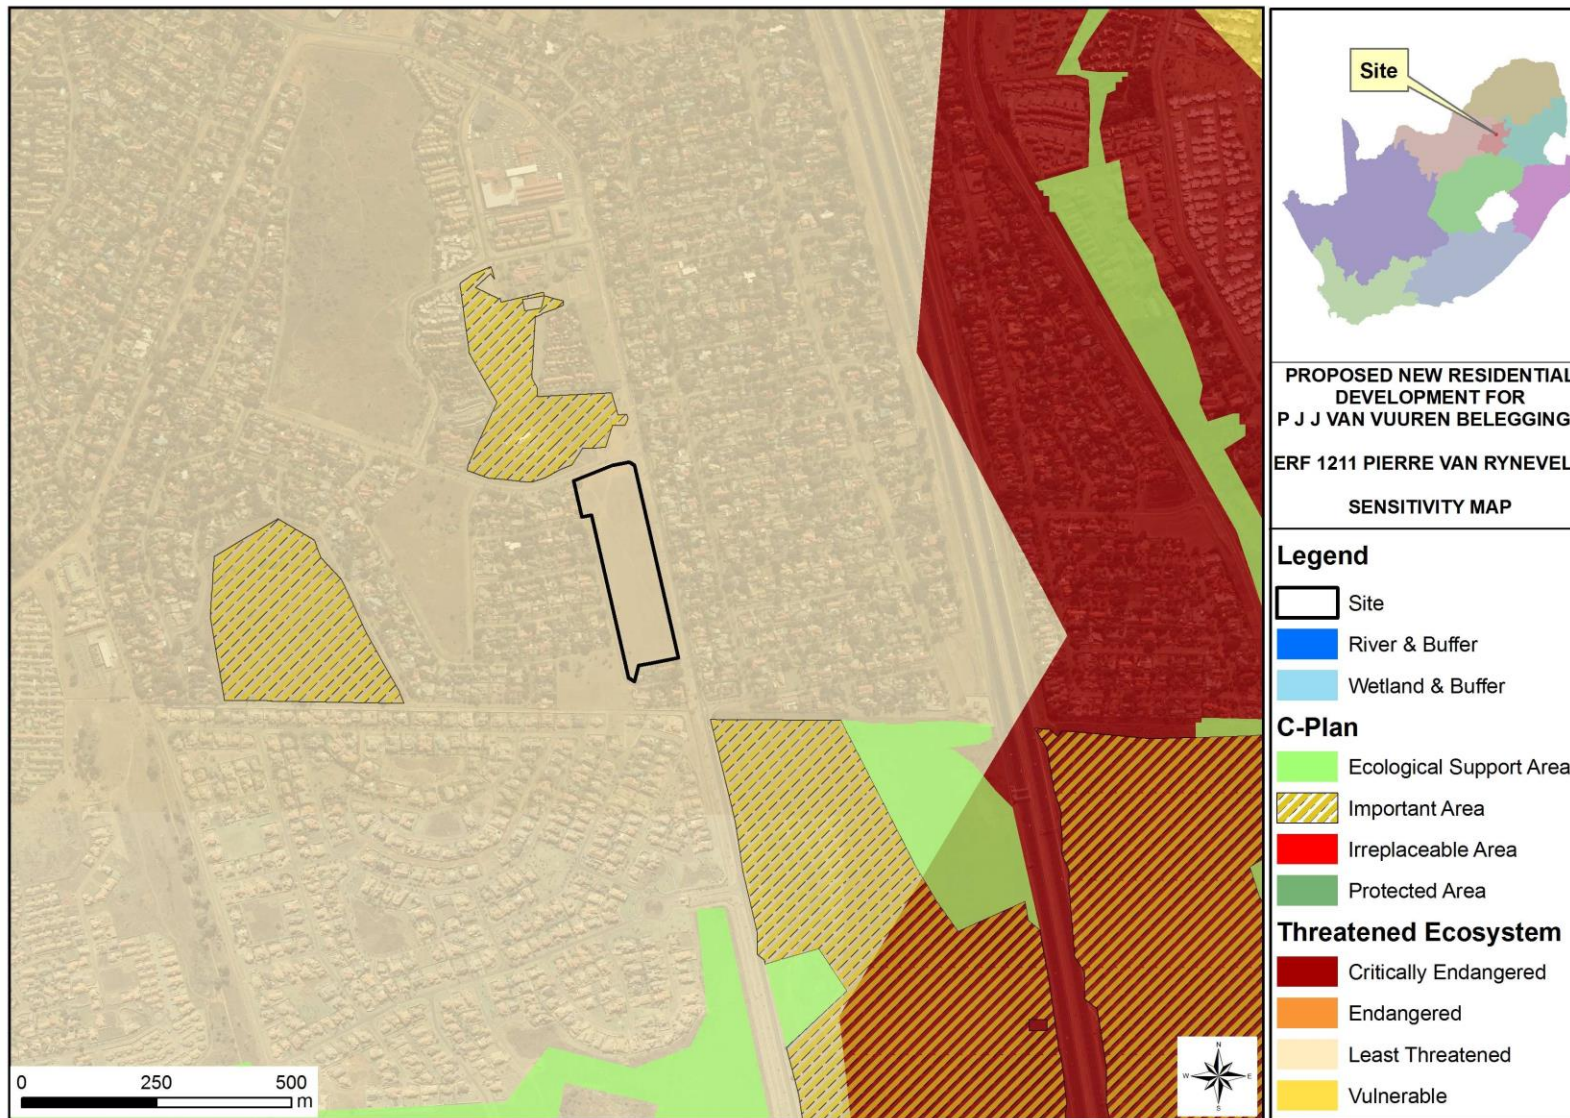 Site
PROPOSED NEW RESIDENTIAL
DEVELOPMENT FOR
P J J VAN VUUREN BELEGGING
ERF 1211 PIERRE VAN RYNEVEL
SENSITIVITY MAP
Legend
Site
River & Buffer
Wetland & Buffer
C-Plan
Ecological Support Area
Important Area
Irreplaceable Area
Protected Area
Threatened Ecosystem
Critically Endangered
Endangered
Least Threatened
Vulnerable
0 250 500
m
N
W E
S